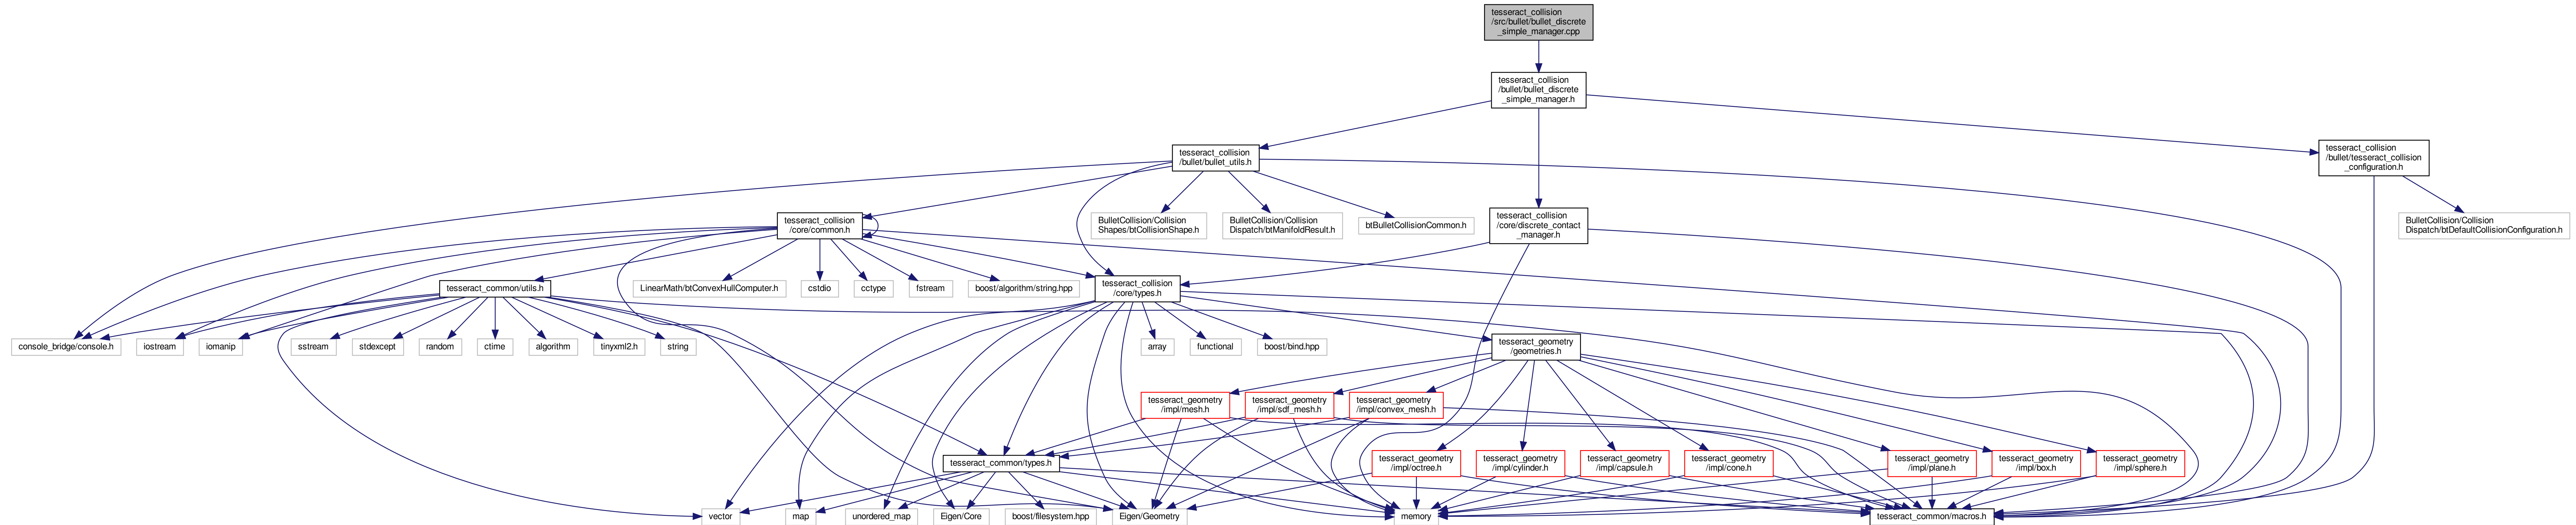 tesseract_collision
/src/bullet/bullet_discrete
_simple_manager.cpp
tesseract_collision
/bullet/bullet_discrete
_simple_manager.h
tesseract_collision
/bullet/bullet_utils.h
tesseract_collision
/bullet/tesseract_collision
_configuration.h
tesseract_collision
/core/common.h
BulletCollision/Collision
Shapes/btCollisionShape.h
BulletCollision/Collision
Dispatch/btManifoldResult.h
btBulletCollisionCommon.h
tesseract_collision
/core/discrete_contact
_manager.h
BulletCollision/Collision
Dispatch/btDefaultCollisionConfiguration.h
tesseract_common/utils.h
LinearMath/btConvexHullComputer.h
cstdio
cctype
fstream
boost/algorithm/string.hpp
tesseract_collision
/core/types.h
console_bridge/console.h
iostream
iomanip
sstream
stdexcept
random
ctime
algorithm
tinyxml2.h
string
array
functional
boost/bind.hpp
tesseract_geometry
/geometries.h
tesseract_geometry
/impl/mesh.h
tesseract_geometry
/impl/sdf_mesh.h
tesseract_geometry
/impl/convex_mesh.h
tesseract_common/types.h
tesseract_geometry
/impl/octree.h
tesseract_geometry
/impl/cylinder.h
tesseract_geometry
/impl/capsule.h
tesseract_geometry
/impl/cone.h
tesseract_geometry
/impl/plane.h
tesseract_geometry
/impl/box.h
tesseract_geometry
/impl/sphere.h
vector
map
unordered_map
Eigen/Core
boost/filesystem.hpp
Eigen/Geometry
memory
tesseract_common/macros.h